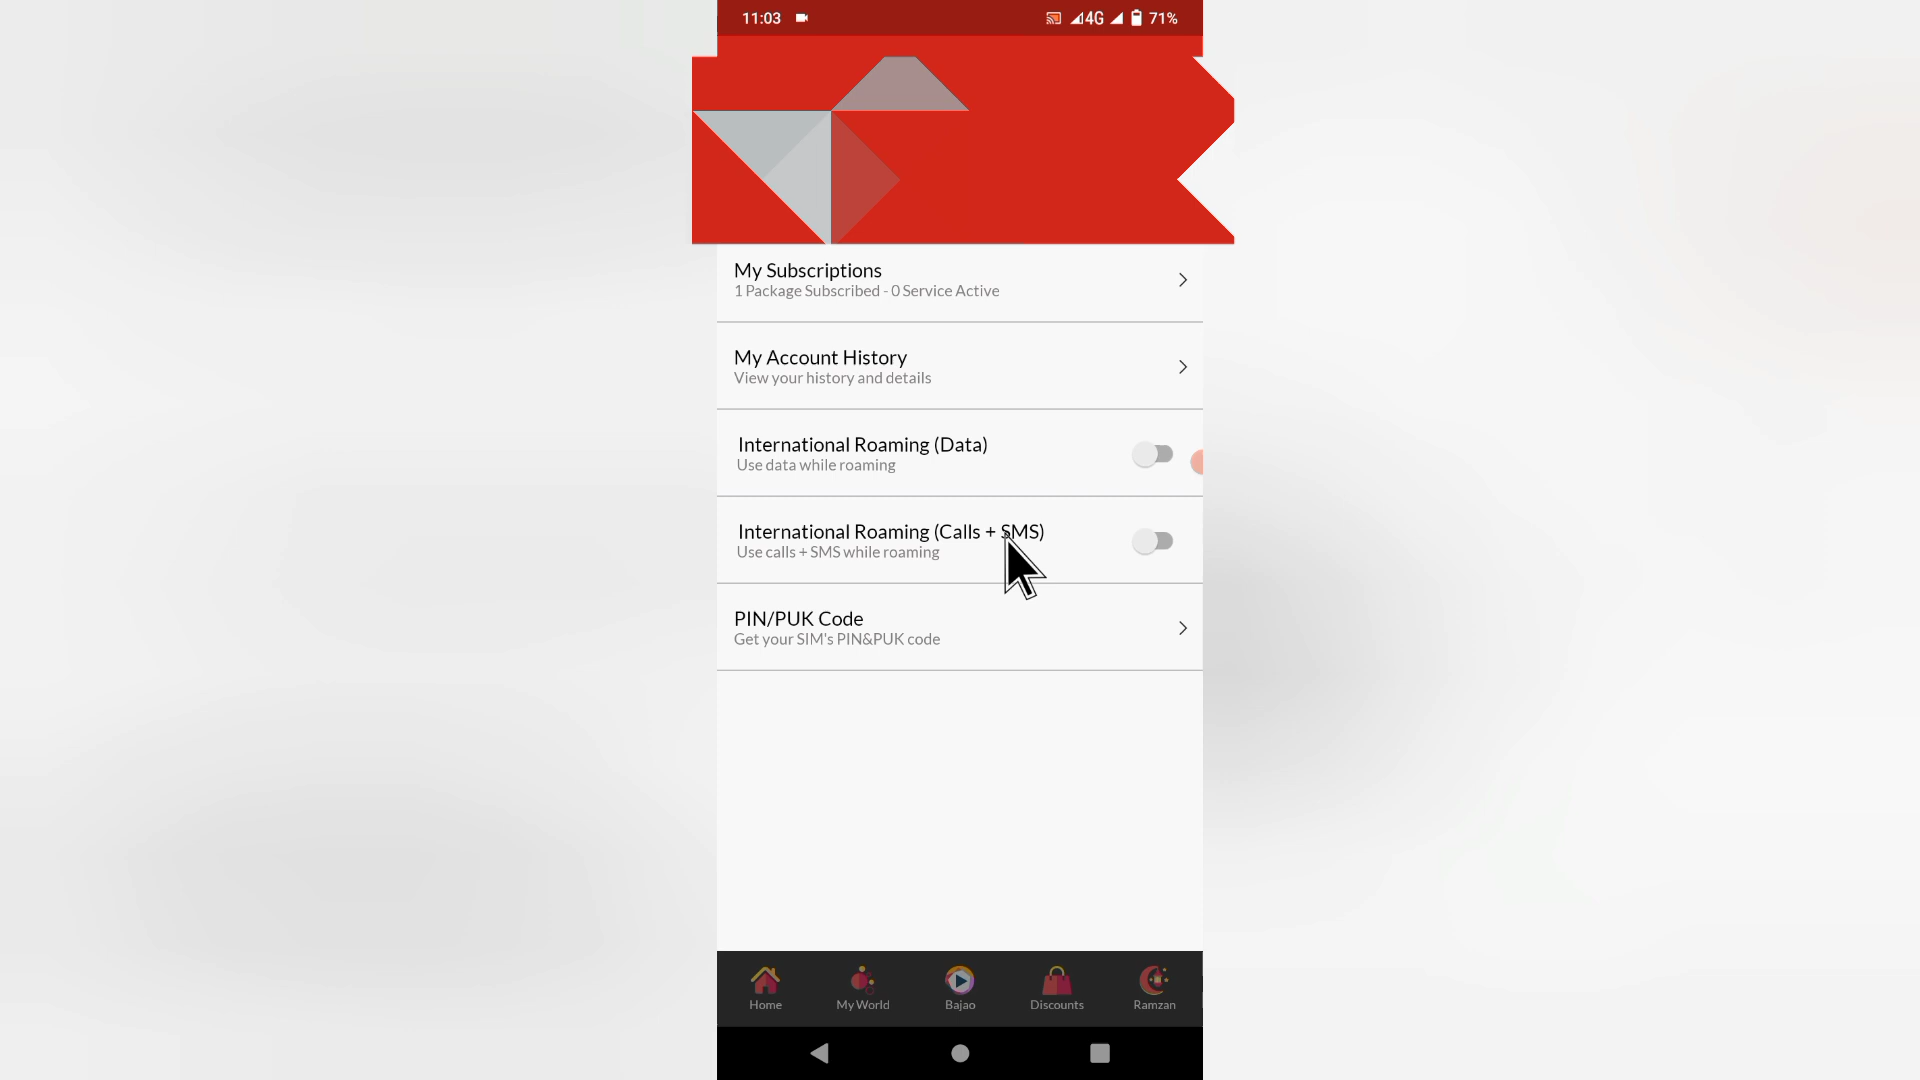 11:03 4G 71%
My Subscriptions
1 Package Subscribed - 0 Service Active
My Account History
View your history and details
International Roaming (Data)
Use data while roaming
International Roaming (Calls + SMS)
Use calls + SMS while roaming
PIN/PUK Code
Get your SIM's PIN&PUK code
Home My World Bajao Discounts Ramzan